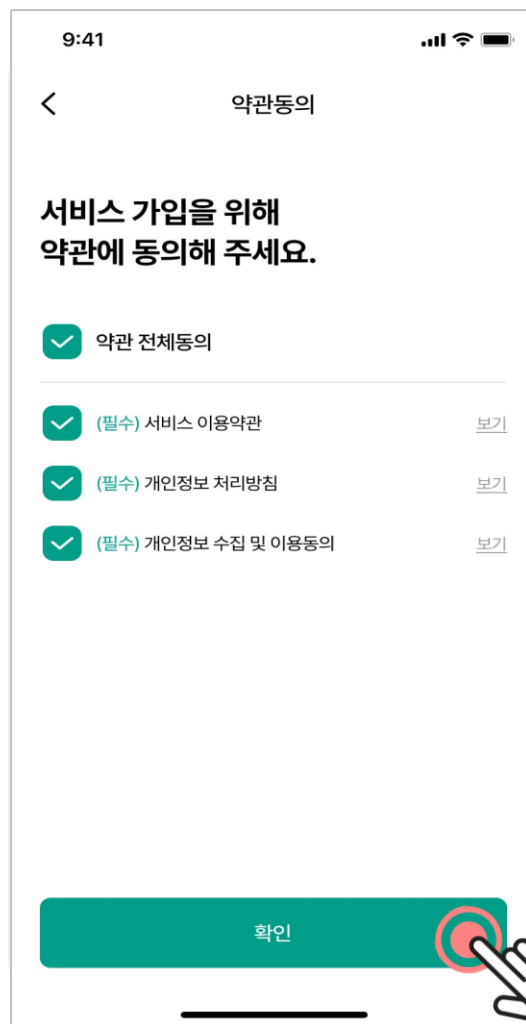 9:41
약관동의
서비스 가입을 위해
약관에 동의해 주세요.
약관 전체동의
(필수) 서비스 이용약관 보기
(필수) 개인정보 처리방침 보기
(필수) 개인정보 수집 및 이용동의 보기
확인